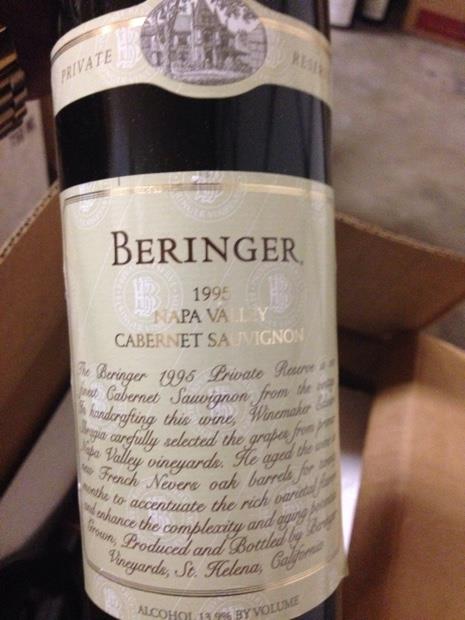 PRIVATE
BERINGER
1995
NAPA VALLEY
CABERNET SAUVIGNON
The Beringer 1995 Private Reserve is
finest Cabernet Sauvignon from the
In handcrafting this wine, Winemaker
Sbragia carefully selected the grapes from
Napa Valley vineyards. He aged the wine
new French Nevers oak barrels for
months to accentuate the rich varietal
and enhance the complexity and aging
Grown, Produced and Bottled by Beringer
Vineyards, St. Helena, California
ALCOHOL 13.9% BY VOLUME